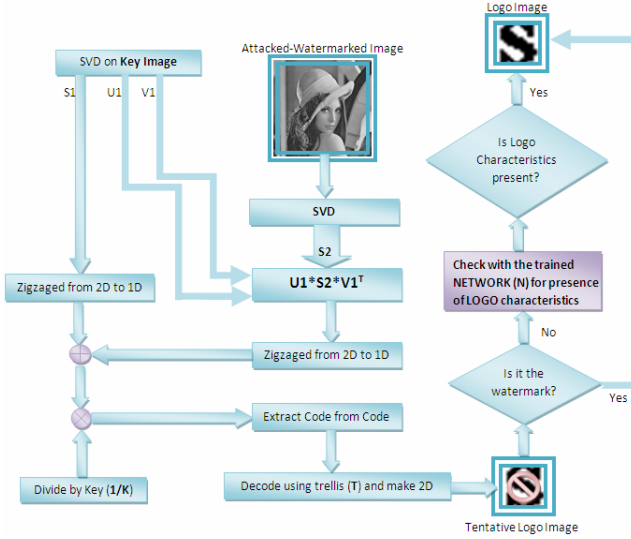 Logo Image
Attacked-Watermarked Image
SVD on Key Image
S1
U1
V1
Yes
Is Logo
Characteristics
present?
SVD
S2
Check with the trained
NETWORK (N) for presence
of LOGO characteristics
U1*S2*V1ᵀ
Zigzaged from 2D to 1D
No
Zigzaged from 2D to 1D
Is it the
watermark?
Yes
Extract Code from Code
Divide by Key (1/K)
Decode using trellis (T) and make 2D
Tentative Logo Image
S